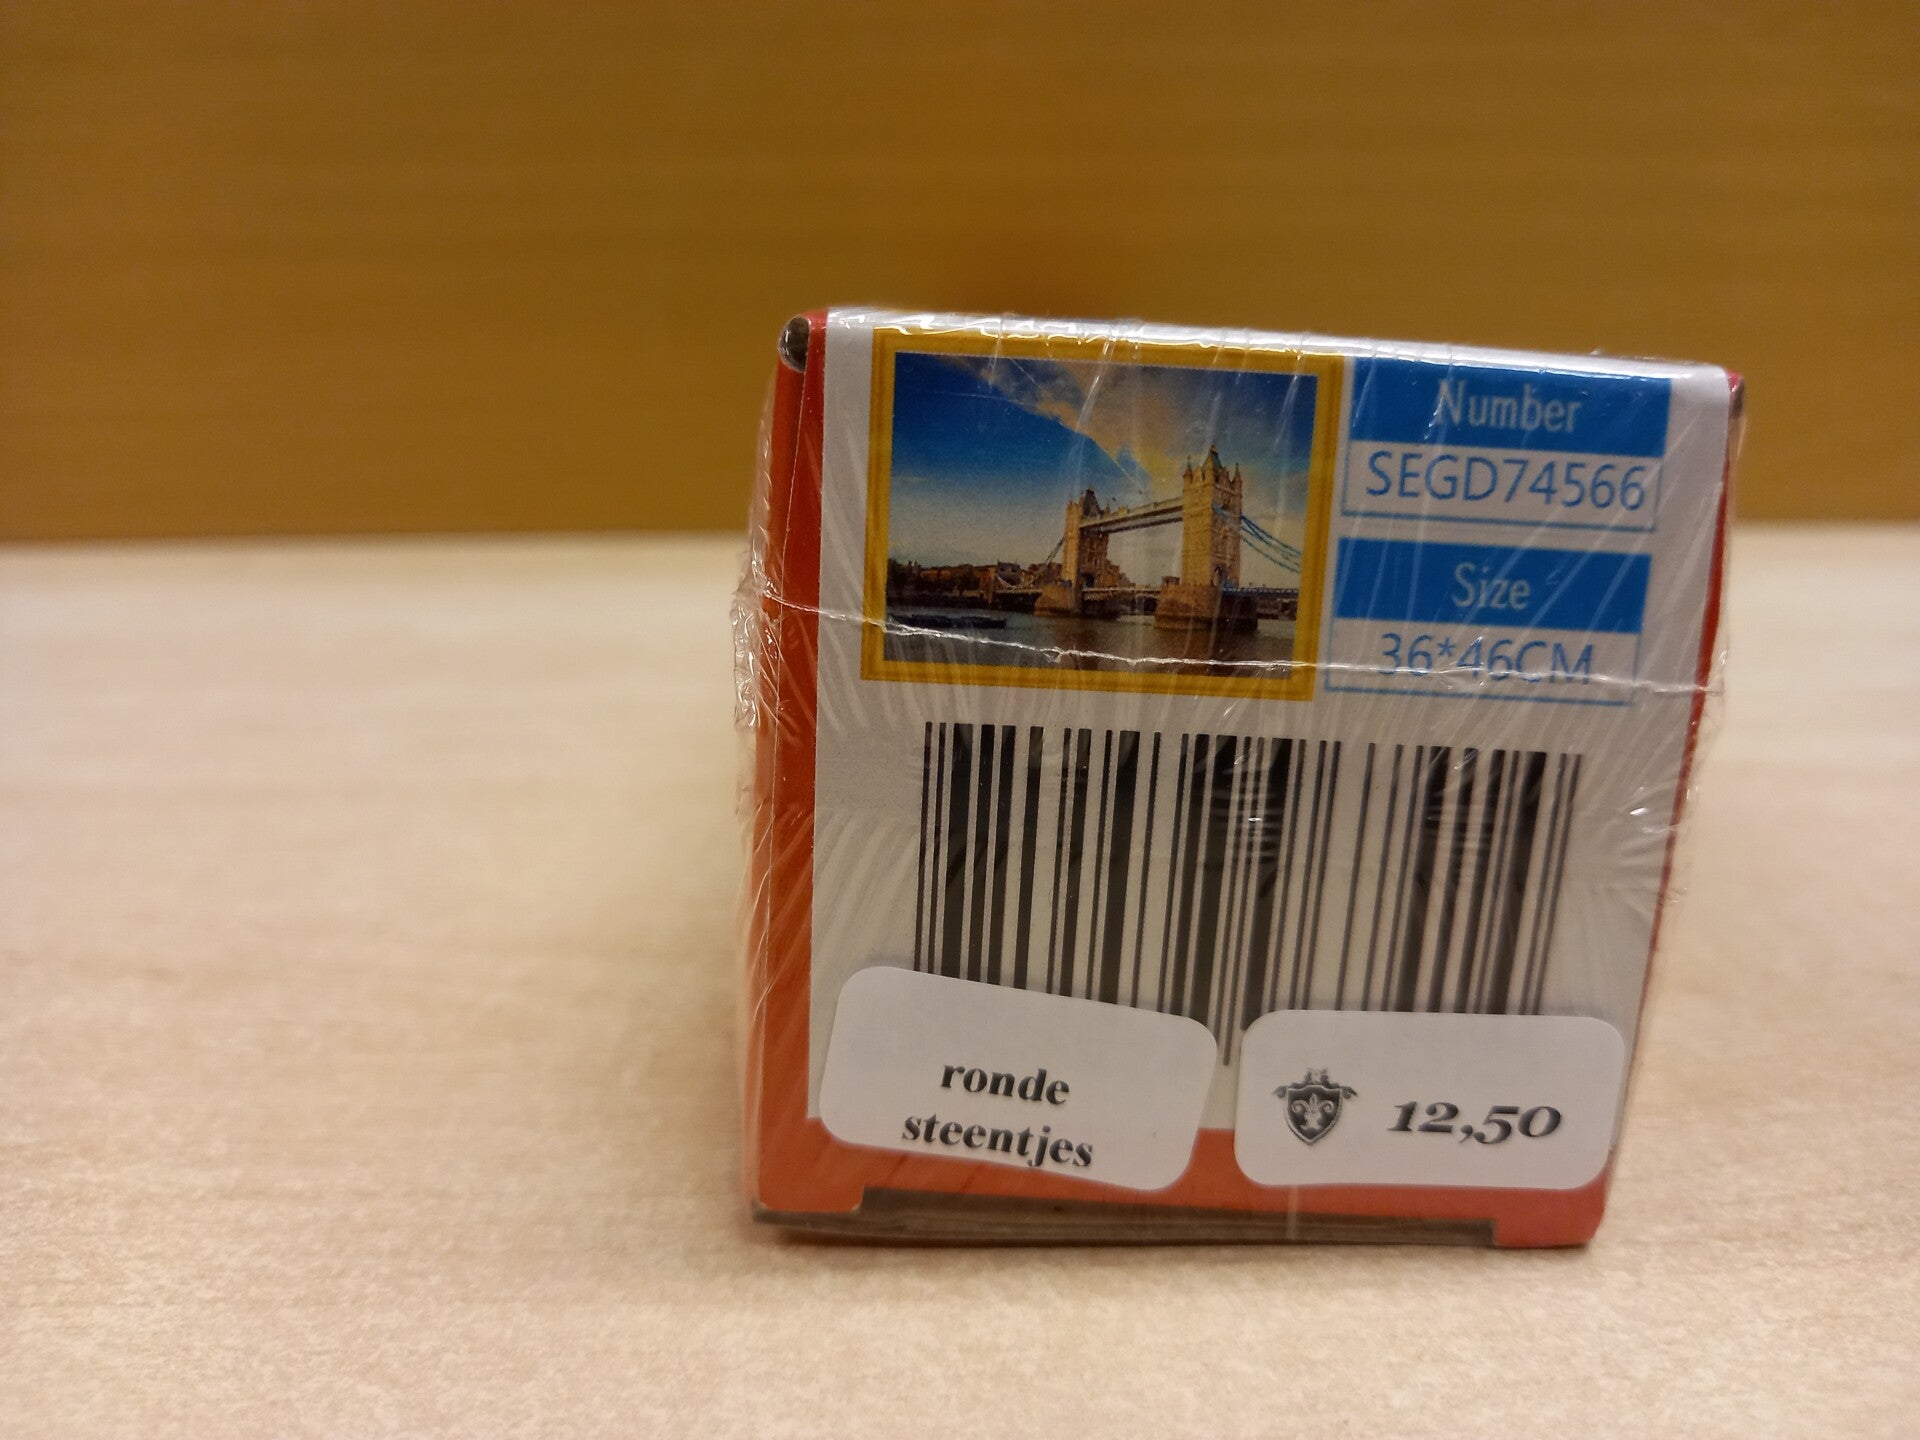 Number
SEGD74566
Size
36*46CM
ronde
steentjes
12,50